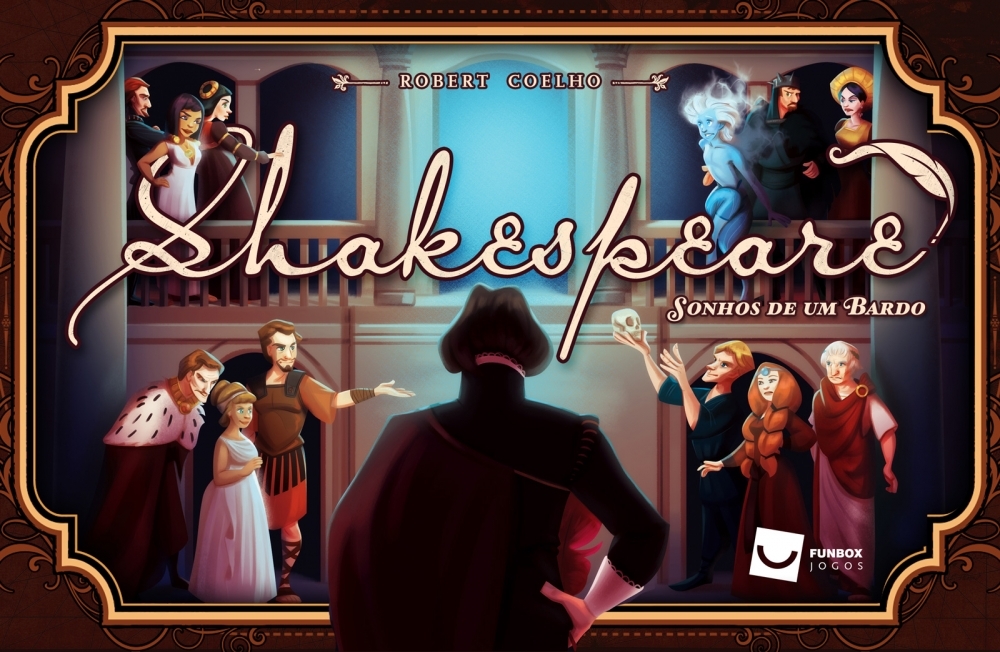 ROBERT COELHO
Shakespeare
SONHOS DE UM BARDO
FUNBOX
JOGOS